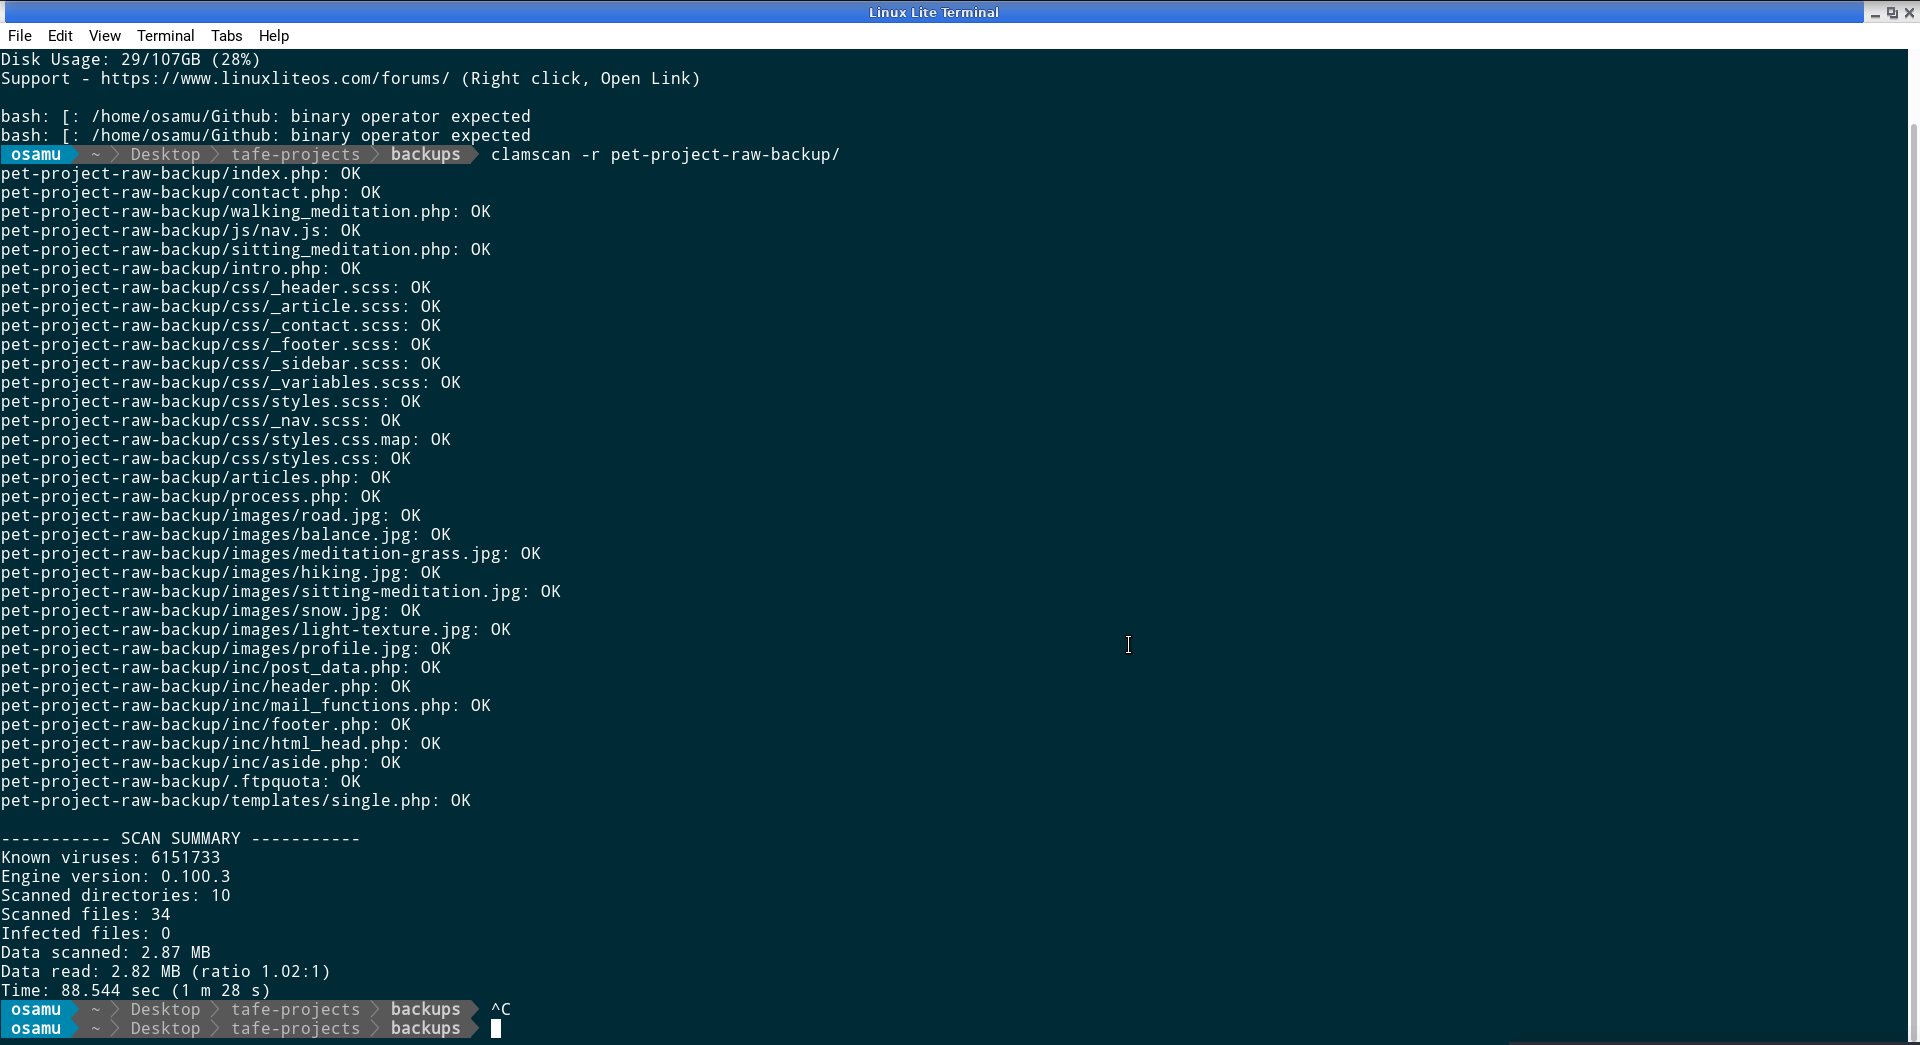 Linux Lite Terminal
File Edit View Terminal Tabs Help
Disk Usage: 29/107GB (28%)
Support - https://www.linuxliteos.com/forums/ (Right click, Open Link)
bash: [: /home/osamu/Github: binary operator expected
bash: [: /home/osamu/Github: binary operator expected
osamu ~ Desktop tafe-projects backups clamscan -r pet-project-raw-backup/
pet-project-raw-backup/index.php: OK
pet-project-raw-backup/contact.php: OK
pet-project-raw-backup/walking_meditation.php: OK
pet-project-raw-backup/js/nav.js: OK
pet-project-raw-backup/sitting_meditation.php: OK
pet-project-raw-backup/intro.php: OK
pet-project-raw-backup/css/_header.scss: OK
pet-project-raw-backup/css/_article.scss: OK
pet-project-raw-backup/css/_contact.scss: OK
pet-project-raw-backup/css/_footer.scss: OK
pet-project-raw-backup/css/_sidebar.scss: OK
pet-project-raw-backup/css/_variables.scss: OK
pet-project-raw-backup/css/styles.scss: OK
pet-project-raw-backup/css/_nav.scss: OK
pet-project-raw-backup/css/styles.css.map: OK
pet-project-raw-backup/css/styles.css: OK
pet-project-raw-backup/articles.php: OK
pet-project-raw-backup/process.php: OK
pet-project-raw-backup/images/road.jpg: OK
pet-project-raw-backup/images/balance.jpg: OK
pet-project-raw-backup/images/meditation-grass.jpg: OK
pet-project-raw-backup/images/hiking.jpg: OK
pet-project-raw-backup/images/sitting-meditation.jpg: OK
pet-project-raw-backup/images/snow.jpg: OK
pet-project-raw-backup/images/light-texture.jpg: OK
pet-project-raw-backup/images/profile.jpg: OK
pet-project-raw-backup/inc/post_data.php: OK
pet-project-raw-backup/inc/header.php: OK
pet-project-raw-backup/inc/mail_functions.php: OK
pet-project-raw-backup/inc/footer.php: OK
pet-project-raw-backup/inc/html_head.php: OK
pet-project-raw-backup/inc/aside.php: OK
pet-project-raw-backup/.ftpquota: OK
pet-project-raw-backup/templates/single.php: OK
----------- SCAN SUMMARY -----------
Known viruses: 6151733
Engine version: 0.100.3
Scanned directories: 10
Scanned files: 34
Infected files: 0
Data scanned: 2.87 MB
Data read: 2.82 MB (ratio 1.02:1)
Time: 88.544 sec (1 m 28 s)
osamu ~ Desktop tafe-projects backups ^C
osamu ~ Desktop tafe-projects backups